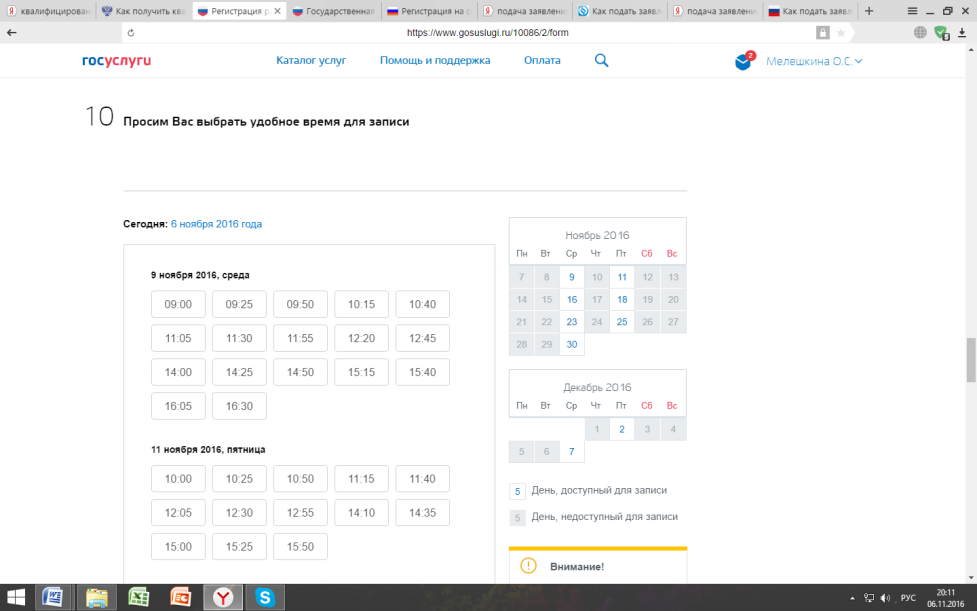 квалифицирован
Как получить ква
Регистрация р
Государственная
Регистрация на с
подача заявлени
Как подать заявл
подача заявлени
Как подать заявл
https://www.gosuslugi.ru/10086/2/form
госуслуги
Каталог услуг
Помощь и поддержка
Оплата
2
Мелешкина О.С.
10 Просим Вас выбрать удобное время для записи
Сегодня: 6 ноября 2016 года
9 ноября 2016, среда
09:00 09:25 09:50 10:15 10:40
11:05 11:30 11:55 12:20 12:45
14:00 14:25 14:50 15:15 15:40
16:05 16:30
11 ноября 2016, пятница
10:00 10:25 10:50 11:15 11:40
12:05 12:30 12:55 14:10 14:35
15:00 15:25 15:50
Ноябрь 2016
Пн Вт Ср Чт Пт Сб Вс
7 8 9 10 11 12 13
14 15 16 17 18 19 20
21 22 23 24 25 26 27
28 29 30
Декабрь 2016
Пн Вт Ср Чт Пт Сб Вс
1 2 3 4
5 6 7
5 День, доступный для записи
5 День, недоступный для записи
Внимание!
РУС
20:11
06.11.2016